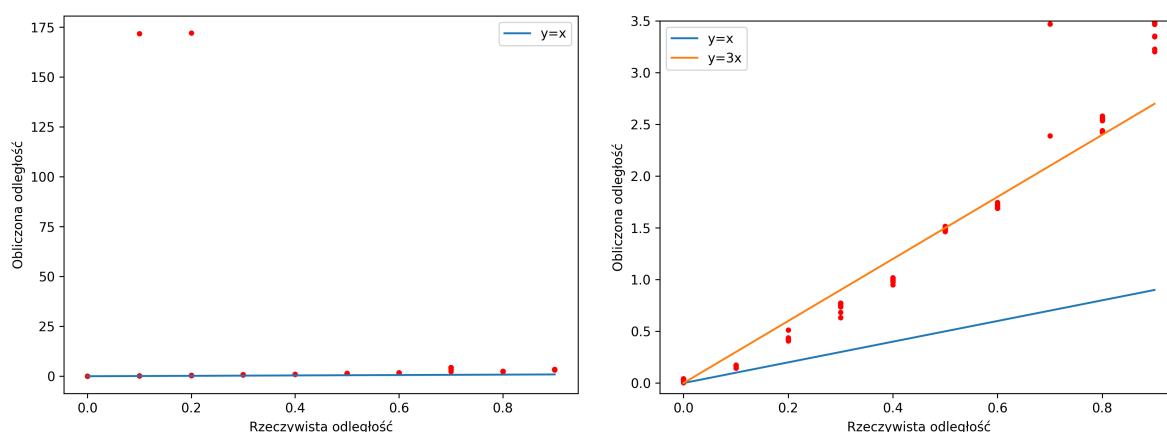 175
150
125
100
75
50
25
0
Obliczona odległość
y=x
0.0 0.2 0.4 0.6 0.8
Rzeczywista odległość
3.5
3.0
2.5
2.0
1.5
1.0
0.5
0.0
Obliczona odległość
y=x
y=3x
0.0 0.2 0.4 0.6 0.8
Rzeczywista odległość